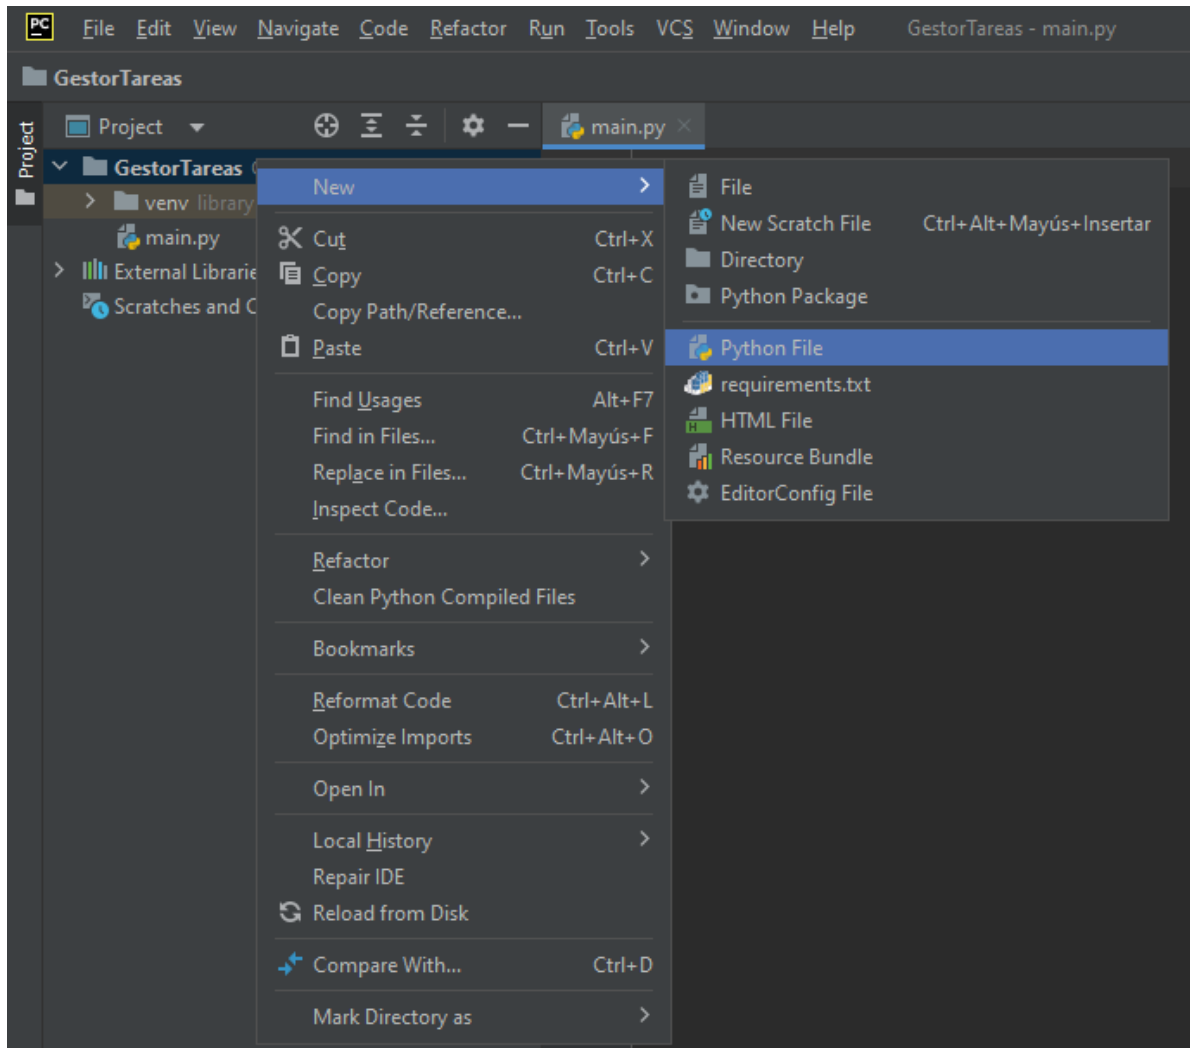 PC File Edit View Navigate Code Refactor Run Tools VCS Window Help GestorTareas - main.py
GestorTareas
Project
Project
main.py
GestorTareas
venv library
main.py
External Librarie
Scratches and C
New
Cut Ctrl+X
Copy Ctrl+C
Copy Path/Reference...
Paste Ctrl+V
Find Usages Alt+F7
Find in Files... Ctrl+Mayús+F
Replace in Files... Ctrl+Mayús+R
Inspect Code...
Refactor
Clean Python Compiled Files
Bookmarks
Reformat Code Ctrl+Alt+L
Optimize Imports Ctrl+Alt+O
Open In
Local History
Repair IDE
Reload from Disk
Compare With... Ctrl+D
Mark Directory as
File
New Scratch File Ctrl+Alt+Mayús+Insertar
Directory
Python Package
Python File
requirements.txt
HTML File
Resource Bundle
EditorConfig File